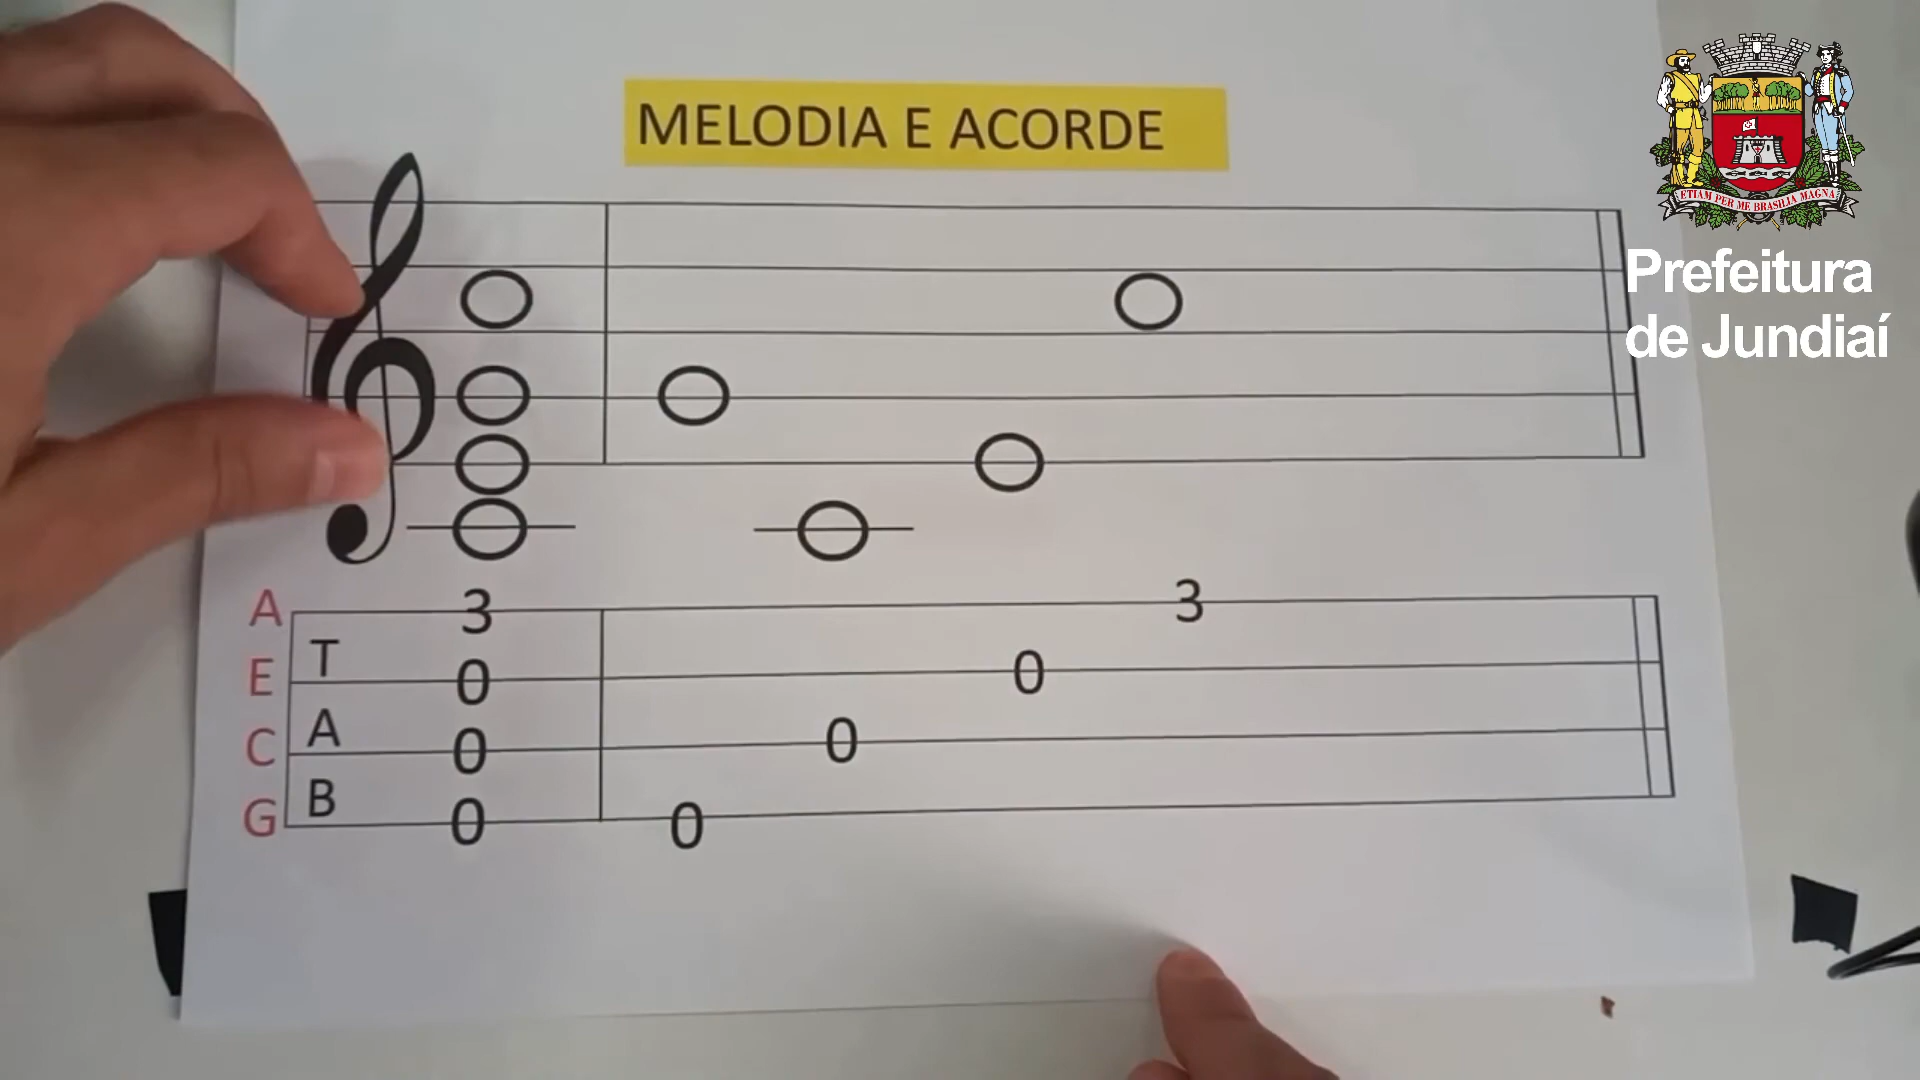 MELODIA E ACORDE
ETIAM PER ME BRASILIA MAGNA
Prefeitura
de Jundiaí
A 3 3
T
E 0 0
A
C 0 0
B
G 0 0